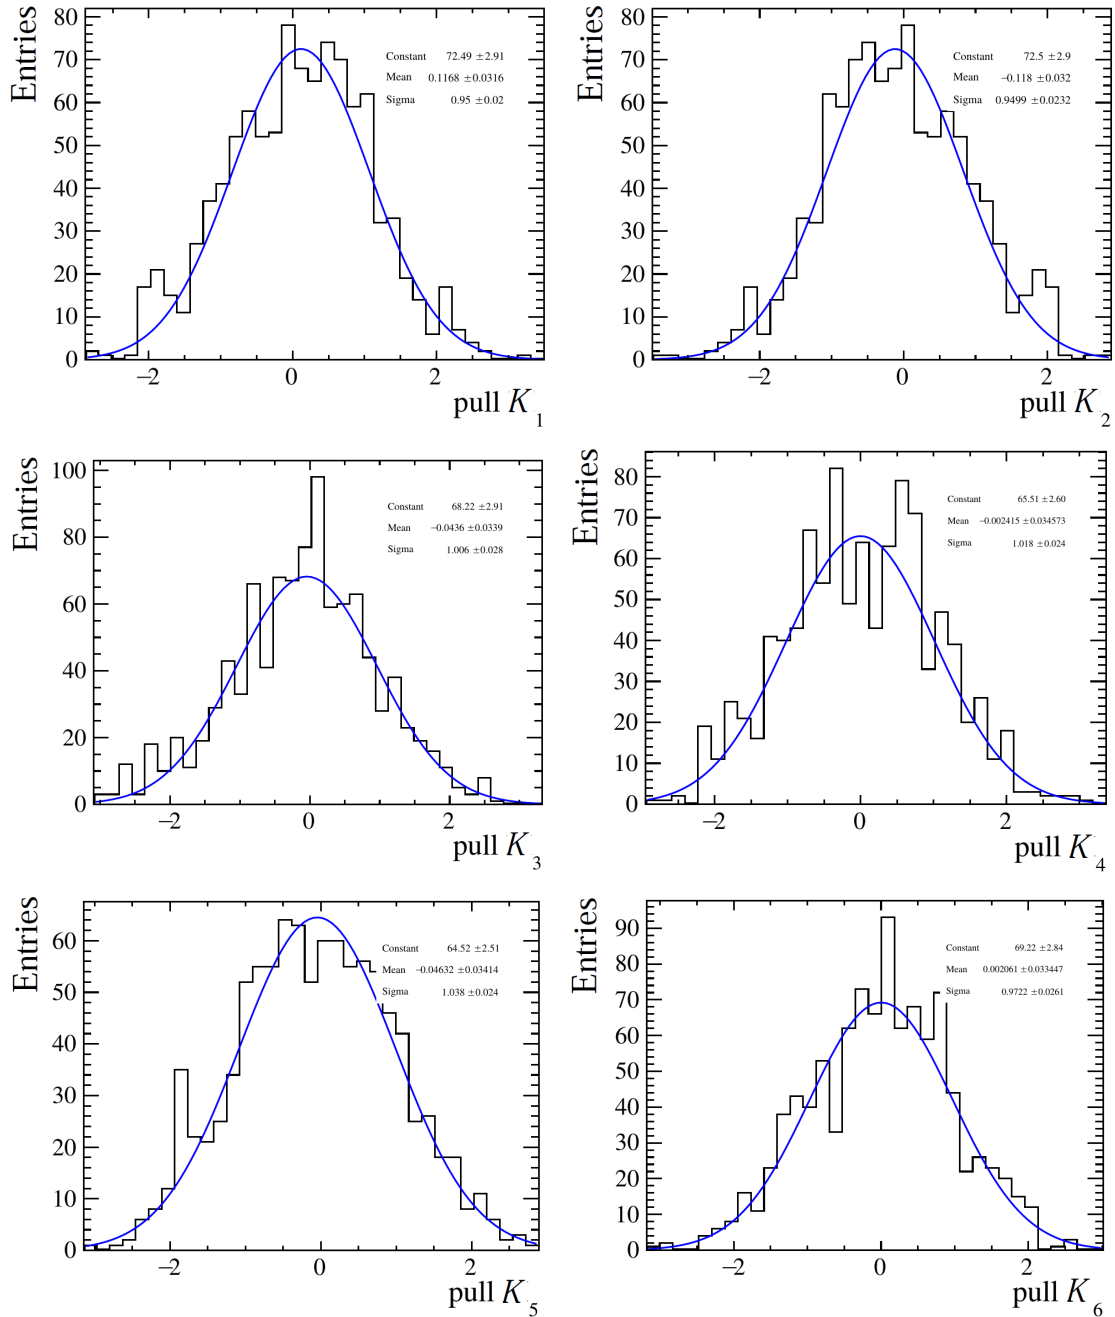 Entries
80
70
60
50
40
30
20
10
0
Constant 72.49 ±2.91
Mean 0.1168 ±0.0316
Sigma 0.95 ±0.02
−2 0 2
pull K1
Entries
80
70
60
50
40
30
20
10
0
Constant 72.5 ±2.9
Mean −0.118 ±0.032
Sigma 0.9499 ±0.0232
−2 0 2
pull K2
Entries
100
80
60
40
20
0
Constant 68.22 ±2.91
Mean −0.0436 ±0.0339
Sigma 1.006 ±0.028
−2 0 2
pull K3
Entries
80
70
60
50
40
30
20
10
0
Constant 65.51 ±2.60
Mean −0.002415 ±0.034573
Sigma 1.018 ±0.024
−2 0 2
pull K4
Entries
60
50
40
30
20
10
0
Constant 64.52 ±2.51
Mean −0.04632 ±0.03414
Sigma 1.038 ±0.024
−2 0 2
pull K5
Entries
90
80
70
60
50
40
30
20
10
0
Constant 69.22 ±2.84
Mean 0.002061 ±0.033447
Sigma 0.9722 ±0.0261
−2 0 2
pull K6